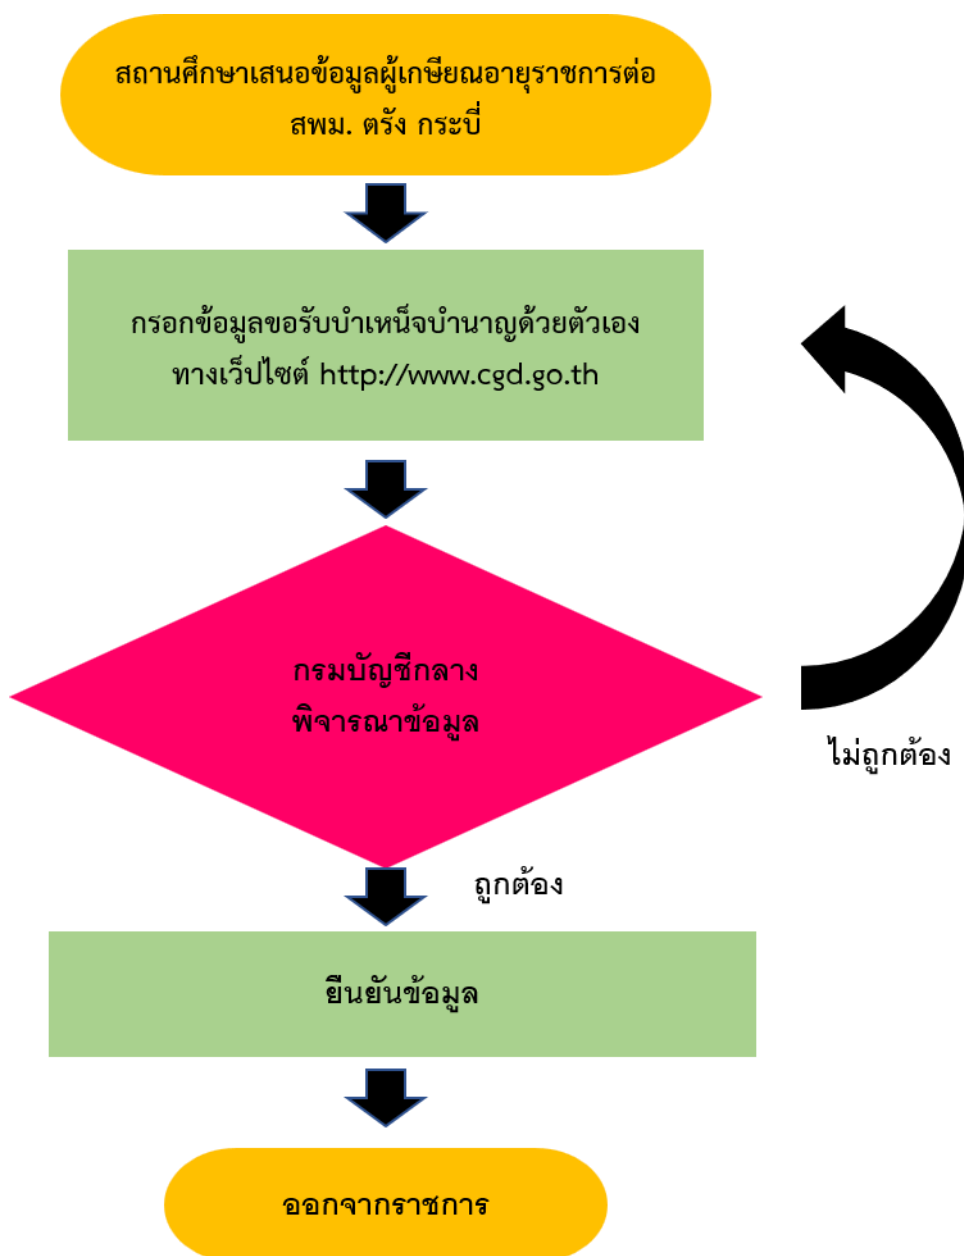 สถานศึกษาเสนอข้อมูลผู้เกษียณอายุราชการต่อ
สพม. ตรัง กระบี่
กรอกข้อมูลขอรับบำเหน็จบำนาญด้วยตัวเอง
ทางเว็ปไซต์ http://www.cgd.go.th
กรมบัญชีกลาง
พิจารณาข้อมูล
ไม่ถูกต้อง
ถูกต้อง
ยืนยันข้อมูล
ออกจากราชการ